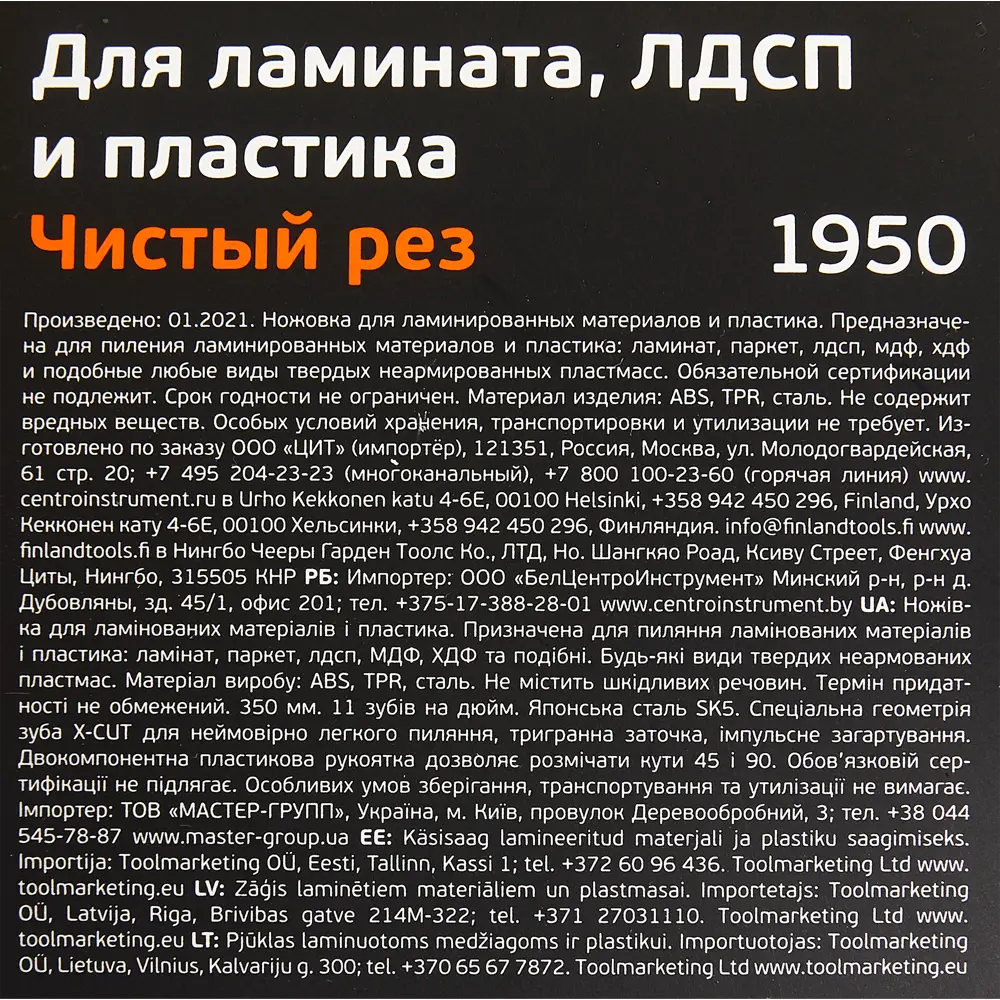 Для ламината, ЛДСП
и пластика
Чистый рез 1950
Произведено: 01.2021. Ножовка для ламинированных материалов и пластика. Предназначе-
на для пиления ламинированных материалов и пластика: ламинат, паркет, лдсп, мдф, хдф
и подобные любые виды твердых неармированных пластмасс. Обязательной сертификации
не подлежит. Срок годности не ограничен. Материал изделия: ABS, TPR, сталь. Не содержит
вредных веществ. Особых условий хранения, транспортировки и утилизации не требует. Из-
готовлено по заказу ООО «ЦИТ» (импортёр), 121351, Россия, Москва, ул. Молодогвардейская,
61 стр. 20; +7 495 204-23-23 (многоканальный), +7 800 100-23-60 (горячая линия) www.
centroinstrument.ru в Urho Kekkonen katu 4-6E, 00100 Helsinki, +358 942 450 296, Finland, Урхо
Кекконен кату 4-6Е, 00100 Хельсинки, +358 942 450 296, Финляндия. info@finlandtools.fi www.
finlandtools.fi в Нингбо Чееры Гарден Тоолс Ко., ЛТД, Но. Шангкяо Роад, Ксиву Стреет, Фенгхуа
Циты, Нингбо, 315505 КНР РБ: Импортер: ООО «БелЦентроИнструмент» Минский р-н, р-н д.
Дубовляны, зд. 45/1, офис 201; тел. +375-17-388-28-01 www.centroinstrument.by UA: Ножів-
ка для ламінованих матеріалів і пластика. Призначена для пиляння ламінованих матеріалів
і пластика: ламінат, паркет, лдсп, МДФ, ХДФ та подібні. Будь-які види твердих неармованих
пластмас. Матеріал виробу: ABS, TPR, сталь. Не містить шкідливих речовин. Термін придат-
ності не обмежений. 350 мм. 11 зубів на дюйм. Японська сталь SK5. Спеціальна геометрія
зуба X-CUT для неймовірно легкого пиляння, тригранна заточка, імпульсне загартування.
Двокомпонентна пластикова рукоятка дозволяє розмічати кути 45 і 90. Обов'язковій сер-
тифікації не підлягає. Особливих умов зберігання, транспортування та утилізації не вимагає.
Імпортер: ТОВ «МАСТЕР-ГРУПП», Україна, м. Київ, провулок Деревообробний, 3; тел. +38 044
545-78-87 www.master-group.ua EE: Käsisaag lamineeritud materjali ja plastiku saagimiseks.
Importija: Toolmarketing OÜ, Eesti, Tallinn, Kassi 1; tel. +372 60 96 436. Toolmarketing Ltd www.
toolmarketing.eu LV: Zāģis laminētiem materiāliem un plastmasai. Importetajs: Toolmarketing
OÜ, Latvija, Riga, Brivibas gatve 214M-322; tel. +371 27031110. Toolmarketing Ltd www.
toolmarketing.eu LT: Pjūklas laminuotoms medžiagoms ir plastikui. Importuotojas: Toolmarketing
OÜ, Lietuva, Vilnius, Kalvariju g. 300; tel. +370 65 67 7872. Toolmarketing Ltd www.toolmarketing.eu